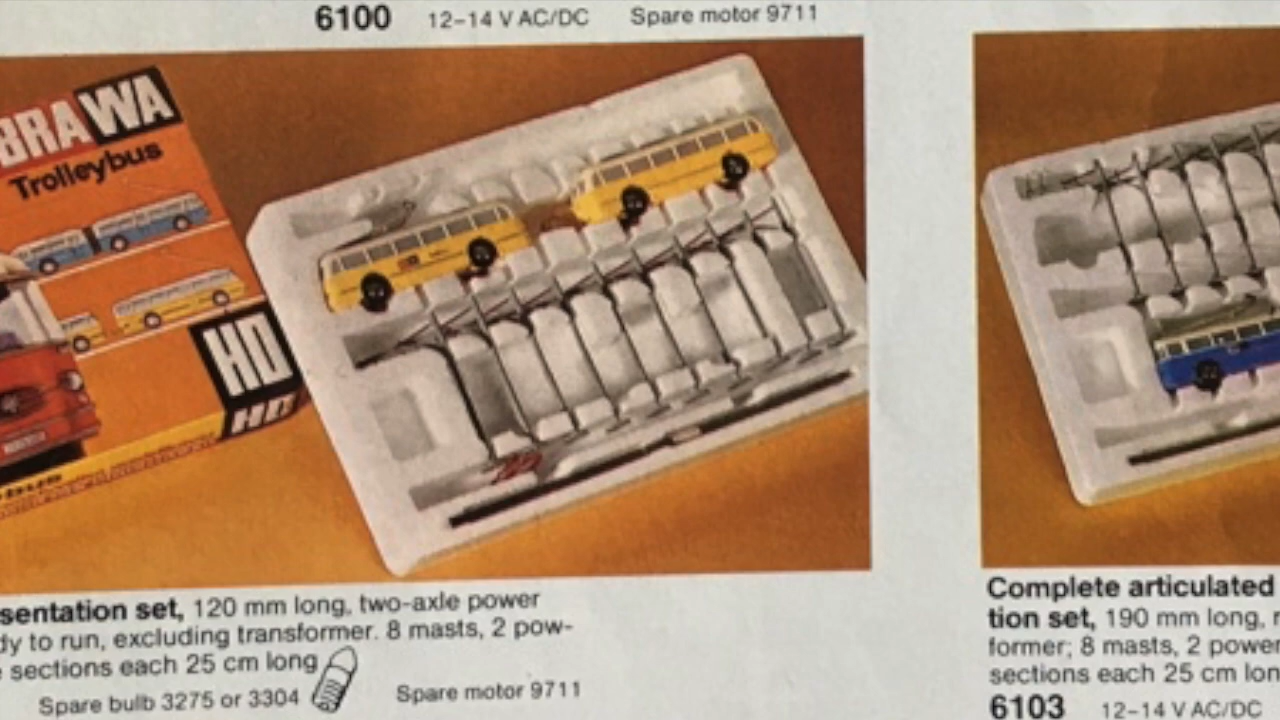 6100 12–14 V AC/DC Spare motor 9711
BRAWA
Trolleybus
HO
HO
bus
sentation set, 120 mm long, two-axle power
dy to run, excluding transformer. 8 masts, 2 pow-
sections each 25 cm long
Spare bulb 3275 or 3304 Spare motor 9711
Complete articulated
tion set, 190 mm long, r
former; 8 masts, 2 power
sections each 25 cm lon
6103 12–14 V AC/DC